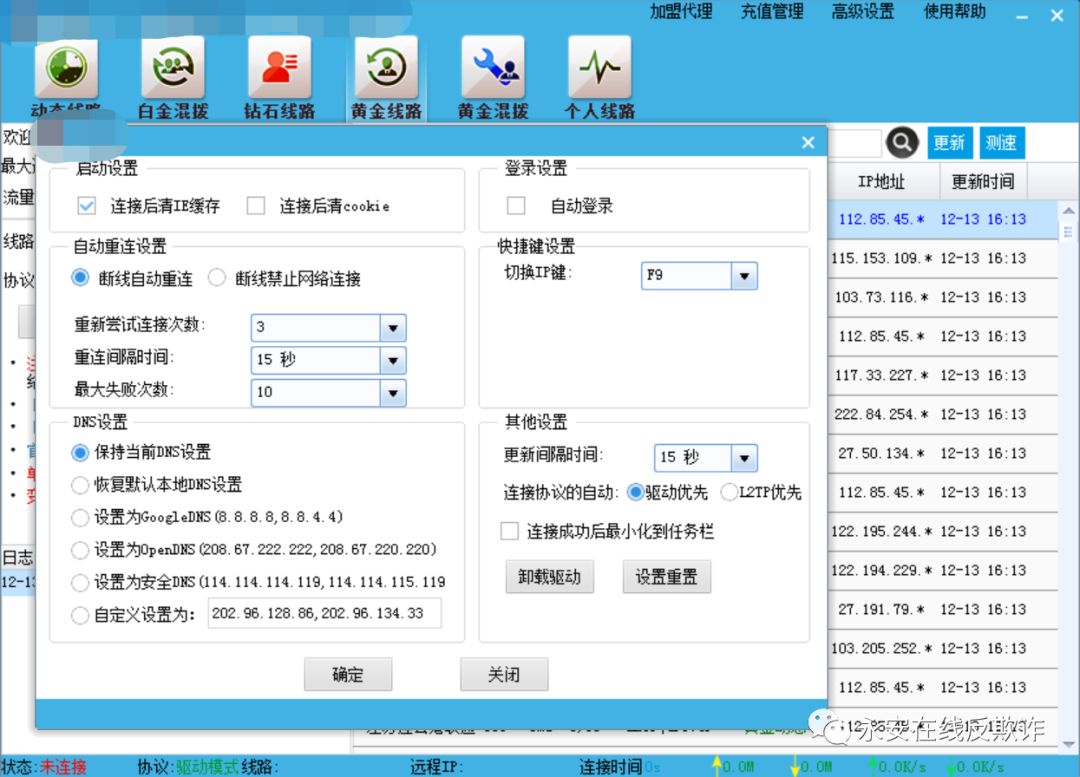 加盟代理 充值管理 高级设置 使用帮助
动态线路 白金混拨 钻石线路 黄金线路 黄金混拨 个人线路
欢迎
最大
流量
线路
协议
更新 测速
IP地址 更新时间
112.85.45.* 12-13 16:13
115.153.109.* 12-13 16:13
103.73.116.* 12-13 16:13
112.85.45.* 12-13 16:13
117.33.227.* 12-13 16:13
222.84.254.* 12-13 16:13
27.50.134.* 12-13 16:13
112.85.45.* 12-13 16:13
122.195.244.* 12-13 16:13
122.194.229.* 12-13 16:13
27.191.79.* 12-13 16:13
103.205.252.* 12-13 16:13
112.85.45.* 12-13 16:13
启动设置
连接后清IE缓存 连接后清cookie
登录设置
自动登录
自动重连设置
断线自动重连 断线禁止网络连接
重新尝试连接次数: 3
重连间隔时间: 15 秒
最大失败次数: 10
快捷键设置
切换IP键: F9
DNS设置
保持当前DNS设置
恢复默认本地DNS设置
设置为GoogleDNS(8.8.8.8,8.8.4.4)
设置为OpenDNS(208.67.222.222,208.67.220.220)
设置为安全DNS(114.114.114.119,114.114.115.119
自定义设置为: 202.96.128.86,202.96.134.33
其他设置
更新间隔时间: 15 秒
连接协议的自动: 驱动优先 L2TP优先
连接成功后最小化到任务栏
卸载驱动 设置重置
确定 关闭
日志
12-13
永安在线反欺诈
状态:未连接 协议:驱动模式 线路: 远程IP: 连接时间 0s 0.0M 0.0M 0.0K/s 0.0K/s